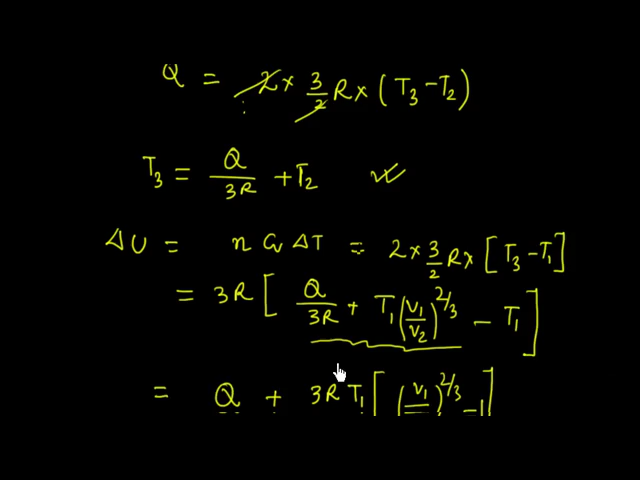 Q = 2 × 3/2 R × (T₃ - T₂)
T₃ = Q/3R + T₂
ΔU = n Cv ΔT = 2 × 3/2 R × [T₃ - T₁]
= 3R [ Q/3R + T₁ (V₁/V₂)^2/3 - T₁ ]
= Q + 3R T₁ [ (V₁/ )^2/3 - 1 ]